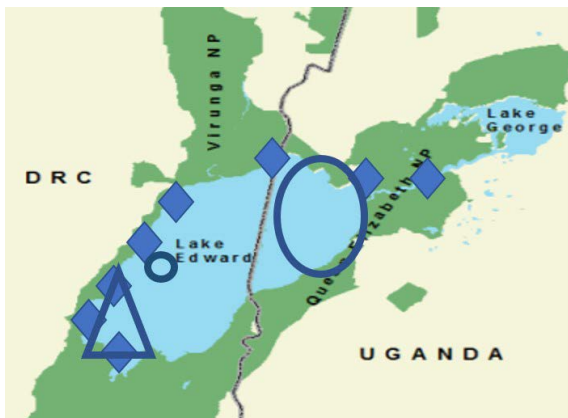 Virunga NP
Lake
George
DRC
Lake
Edward
Queen Elizabeth NP
UGANDA